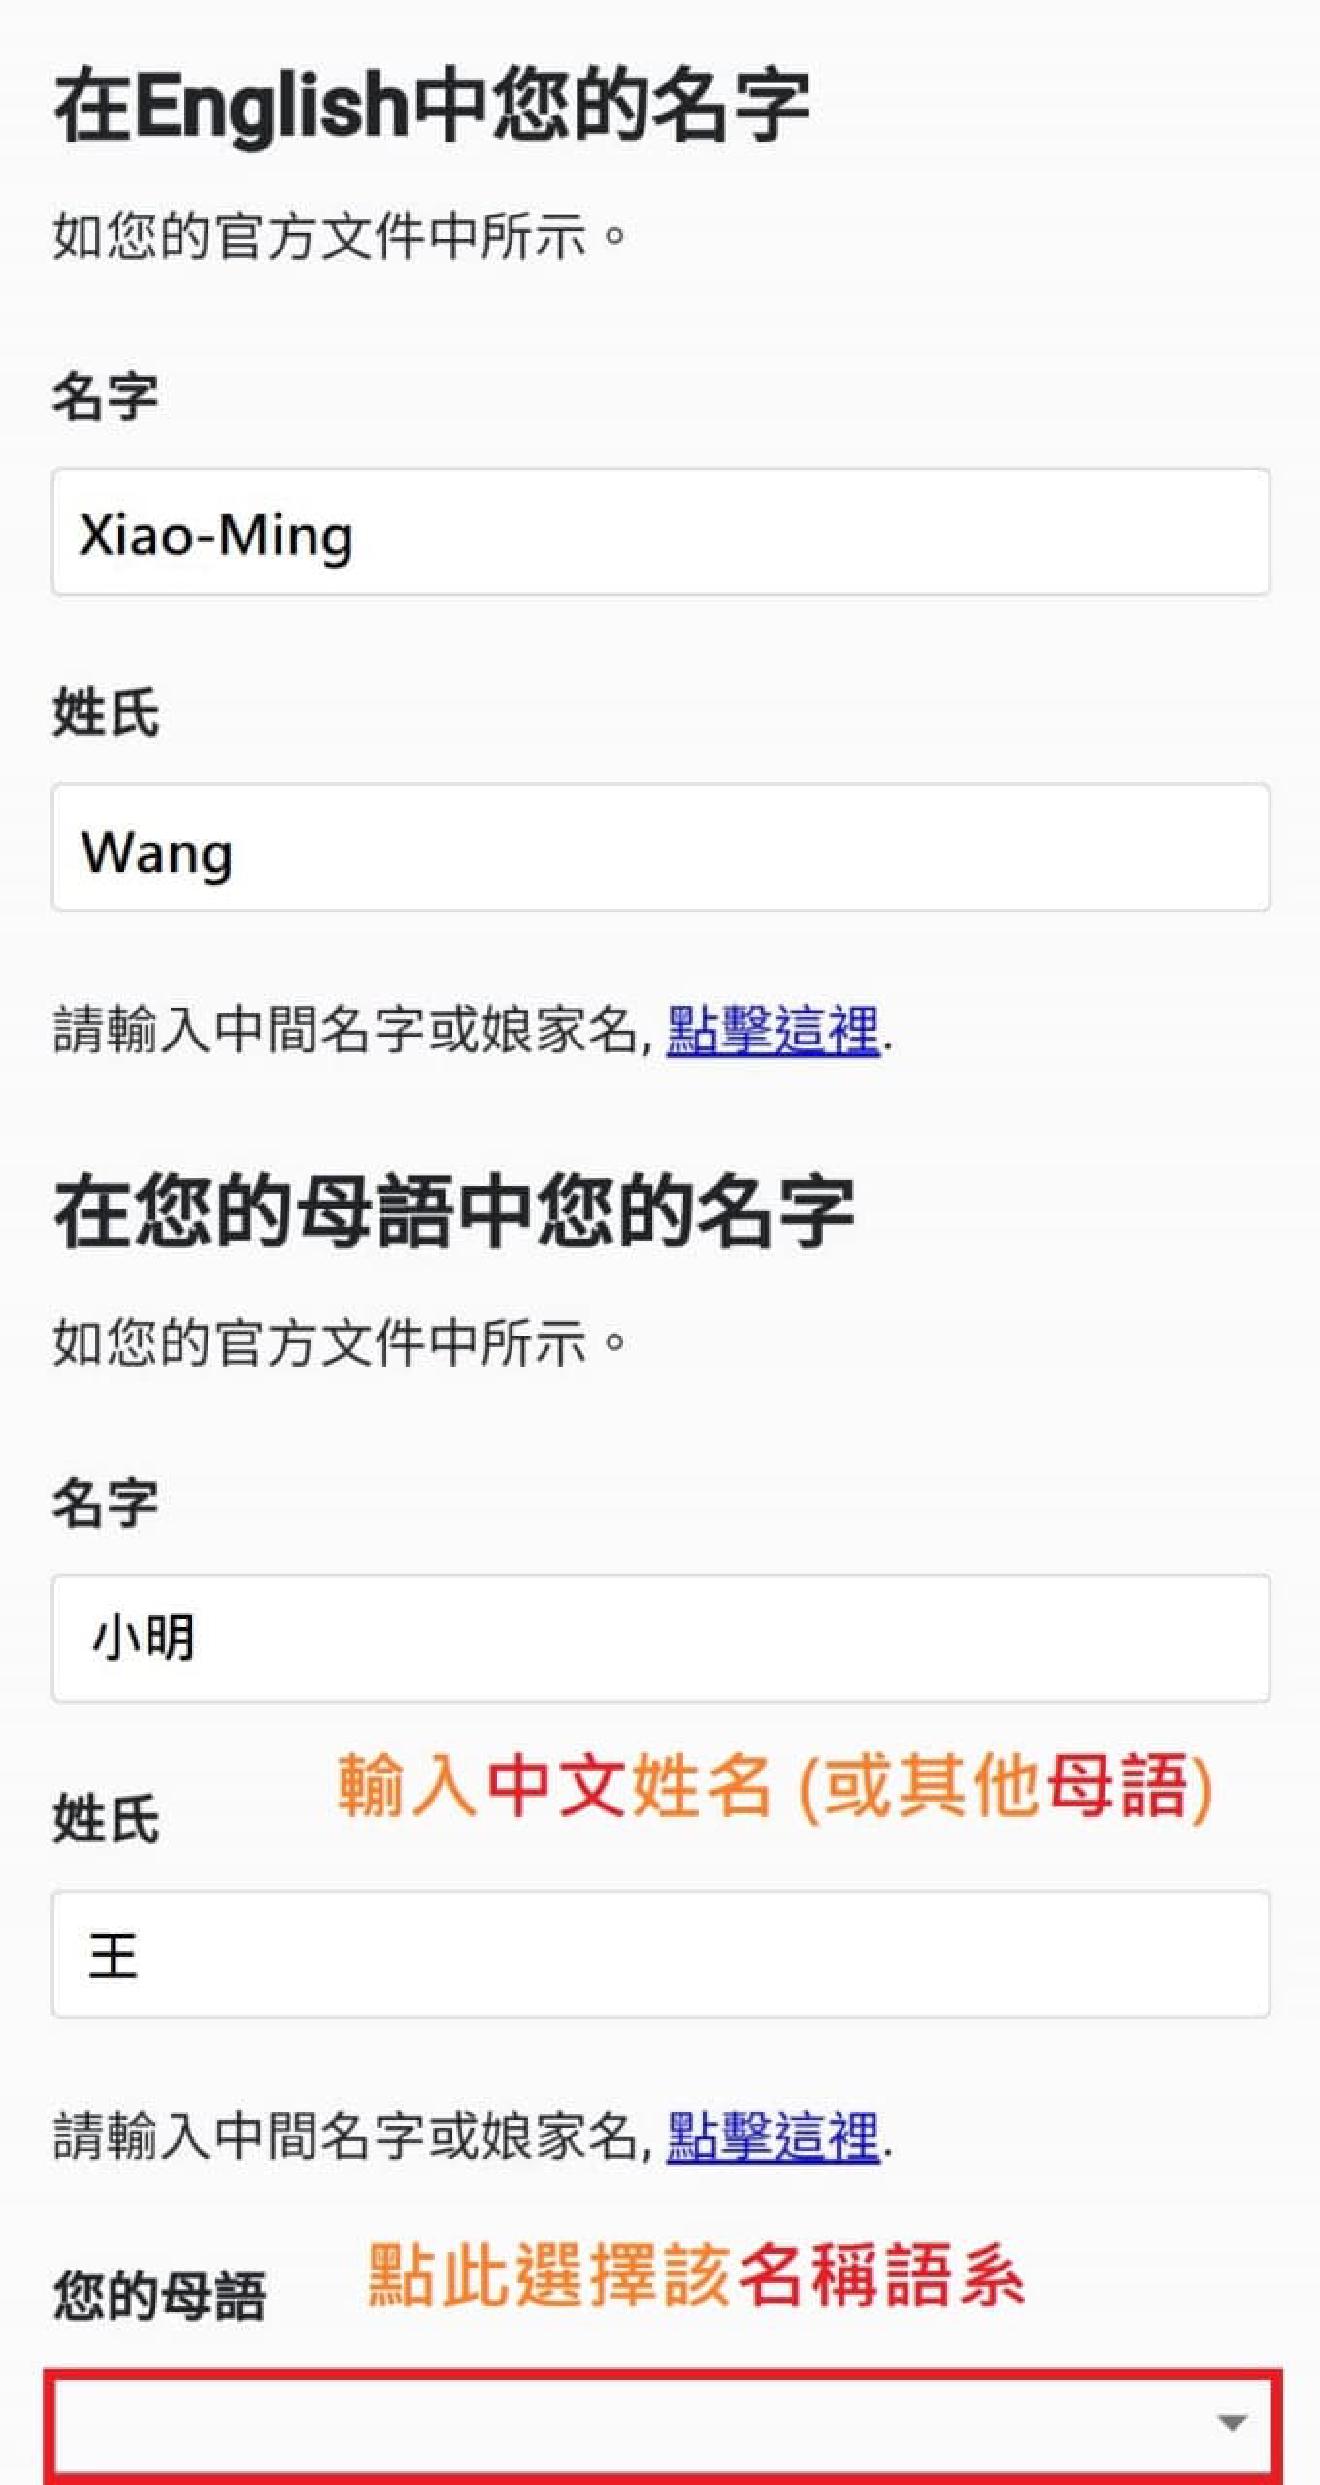 在English中您的名字
如您的官方文件中所示。
名字
Xiao-Ming
姓氏
Wang
請輸入中間名字或娘家名, 點擊這裡.
在您的母語中您的名字
如您的官方文件中所示。
名字
小明
輸入中文姓名 (或其他母語)
姓氏
王
請輸入中間名字或娘家名, 點擊這裡.
點此選擇該名稱語系
您的母語